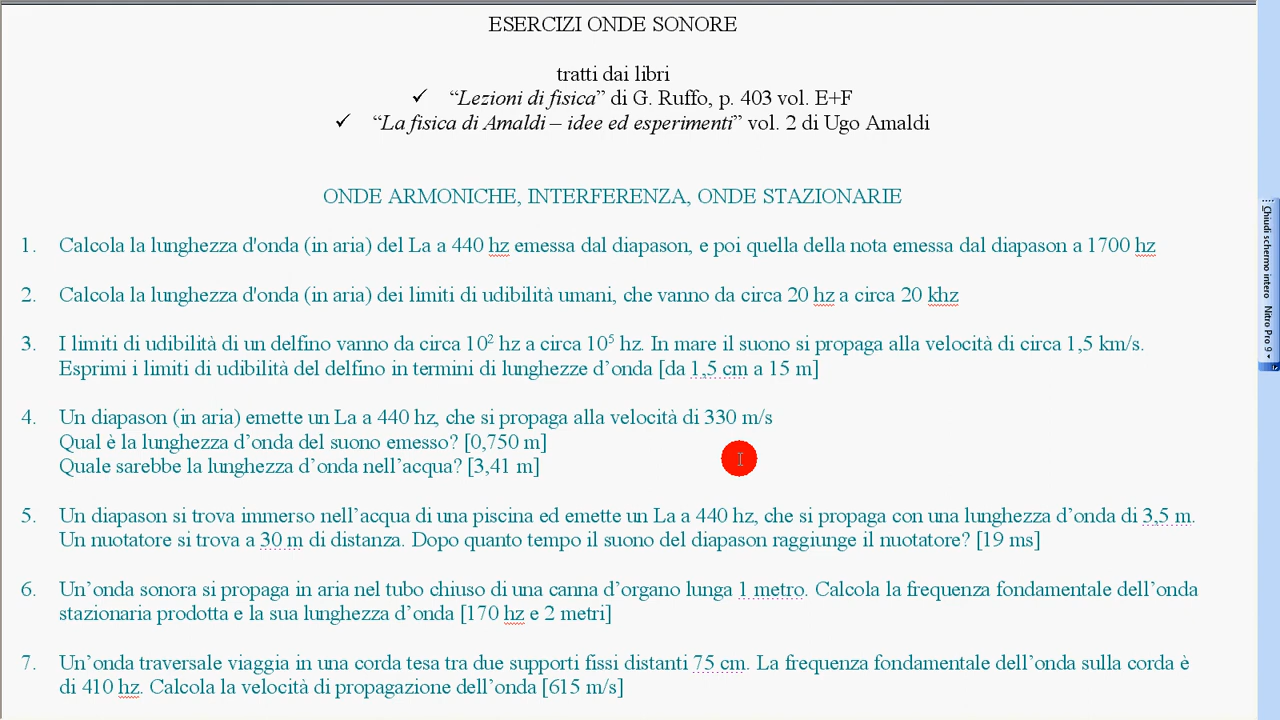 ESERCIZI ONDE SONORE
tratti dai libri
✓ “Lezioni di fisica” di G. Ruffo, p. 403 vol. E+F
✓ “La fisica di Amaldi – idee ed esperimenti” vol. 2 di Ugo Amaldi
ONDE ARMONICHE, INTERFERENZA, ONDE STAZIONARIE
1. Calcola la lunghezza d'onda (in aria) del La a 440 hz emessa dal diapason, e poi quella della nota emessa dal diapason a 1700 hz
2. Calcola la lunghezza d'onda (in aria) dei limiti di udibilità umani, che vanno da circa 20 hz a circa 20 khz
3. I limiti di udibilità di un delfino vanno da circa 10² hz a circa 10⁵ hz. In mare il suono si propaga alla velocità di circa 1,5 km/s.
Esprimi i limiti di udibilità del delfino in termini di lunghezze d’onda [da 1,5 cm a 15 m]
4. Un diapason (in aria) emette un La a 440 hz, che si propaga alla velocità di 330 m/s
Qual è la lunghezza d’onda del suono emesso? [0,750 m]
Quale sarebbe la lunghezza d’onda nell’acqua? [3,41 m]
5. Un diapason si trova immerso nell’acqua di una piscina ed emette un La a 440 hz, che si propaga con una lunghezza d’onda di 3,5 m.
Un nuotatore si trova a 30 m di distanza. Dopo quanto tempo il suono del diapason raggiunge il nuotatore? [19 ms]
6. Un’onda sonora si propaga in aria nel tubo chiuso di una canna d’organo lunga 1 metro. Calcola la frequenza fondamentale dell’onda
stazionaria prodotta e la sua lunghezza d’onda [170 hz e 2 metri]
7. Un’onda traversale viaggia in una corda tesa tra due supporti fissi distanti 75 cm. La frequenza fondamentale dell’onda sulla corda è
di 410 hz. Calcola la velocità di propagazione dell’onda [615 m/s]
Chiudi schermo intero Nitro Pro 9